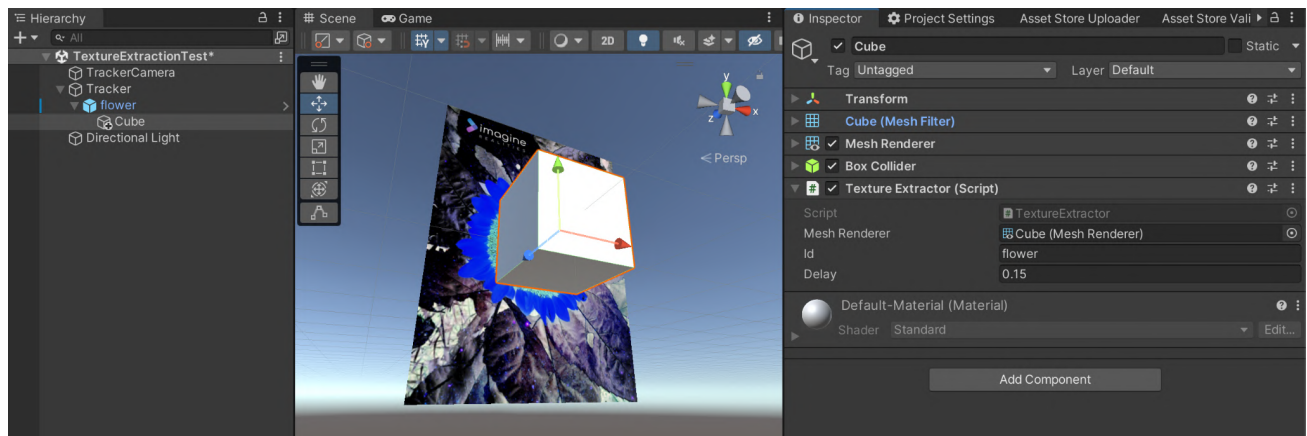 Hierarchy
All
TextureExtractionTest*
TrackerCamera
Tracker
flower
Cube
Directional Light
Scene
Game
2D
imagine
REALITIES
y
x
z
Persp
Inspector
Project Settings
Asset Store Uploader
Asset Store Vali
Cube
Static
Tag Untagged
Layer Default
Transform
Cube (Mesh Filter)
Mesh Renderer
Box Collider
Texture Extractor (Script)
Script
TextureExtractor
Mesh Renderer
Cube (Mesh Renderer)
Id
flower
Delay
0.15
Default-Material (Material)
Shader Standard
Edit...
Add Component